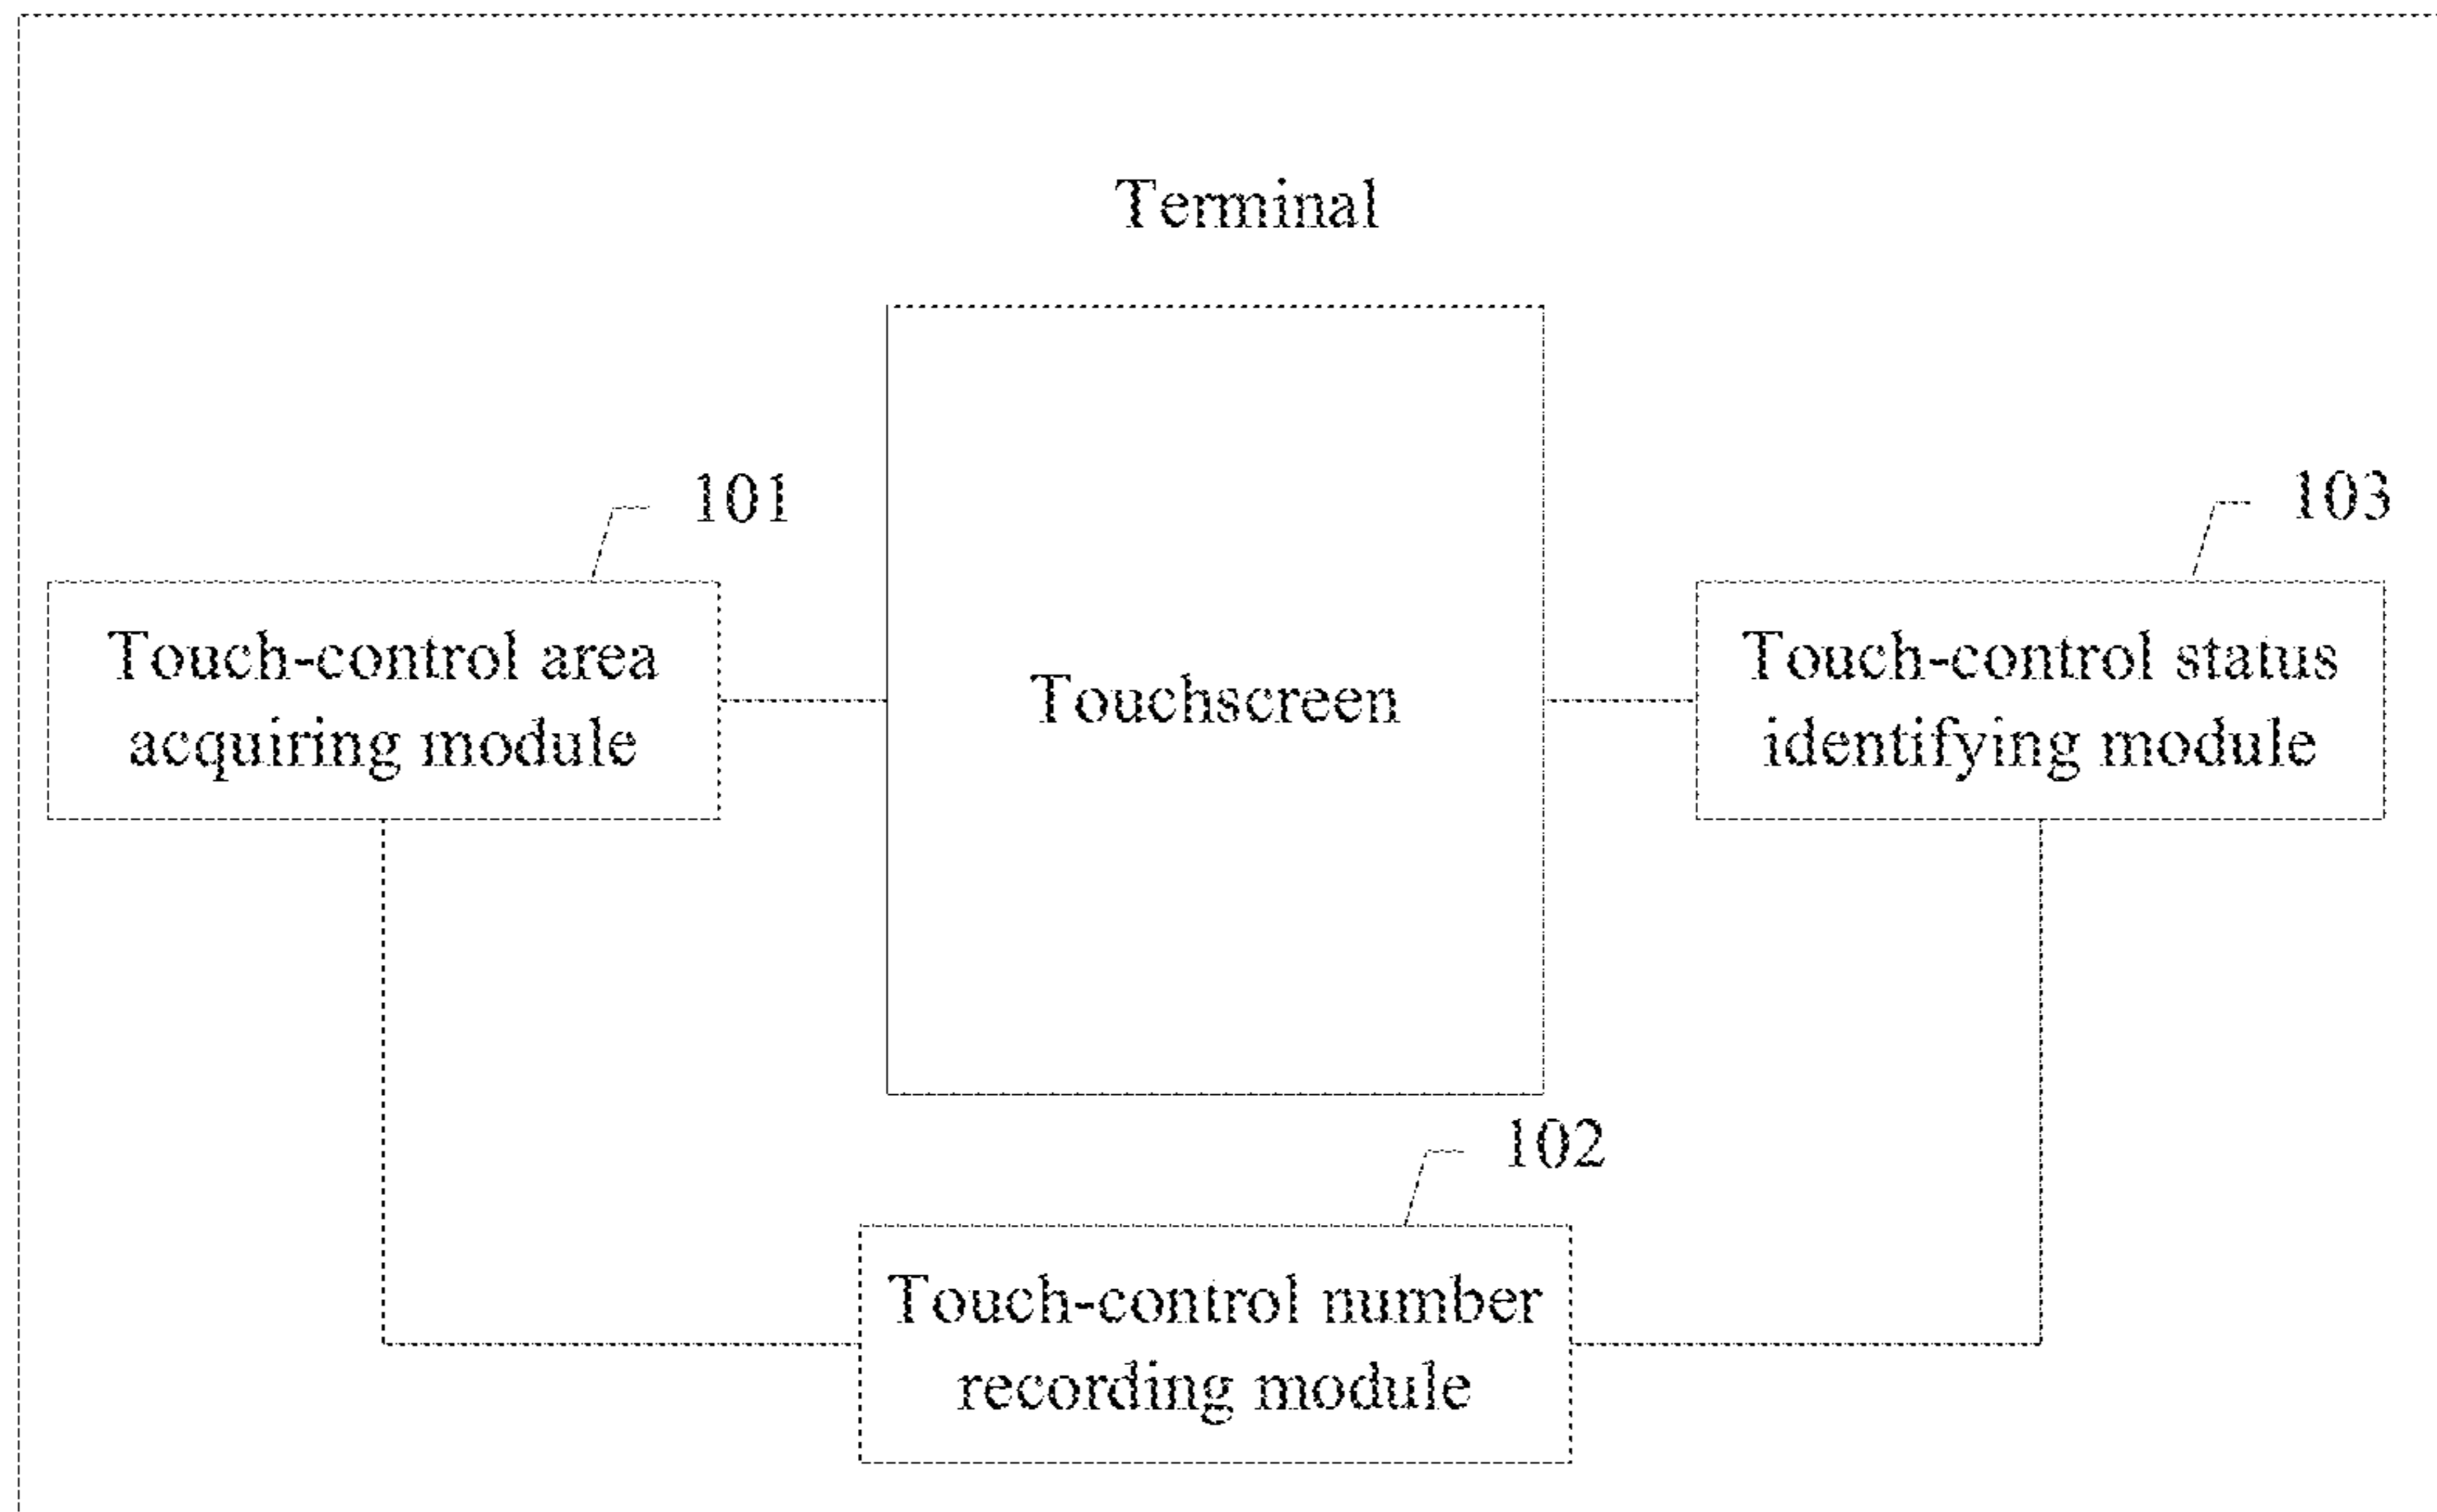 Terminal
101
103
Touch-control area
acquiring module
Touchscreen
Touch-control status
identifying module
102
Touch-control number
recording module